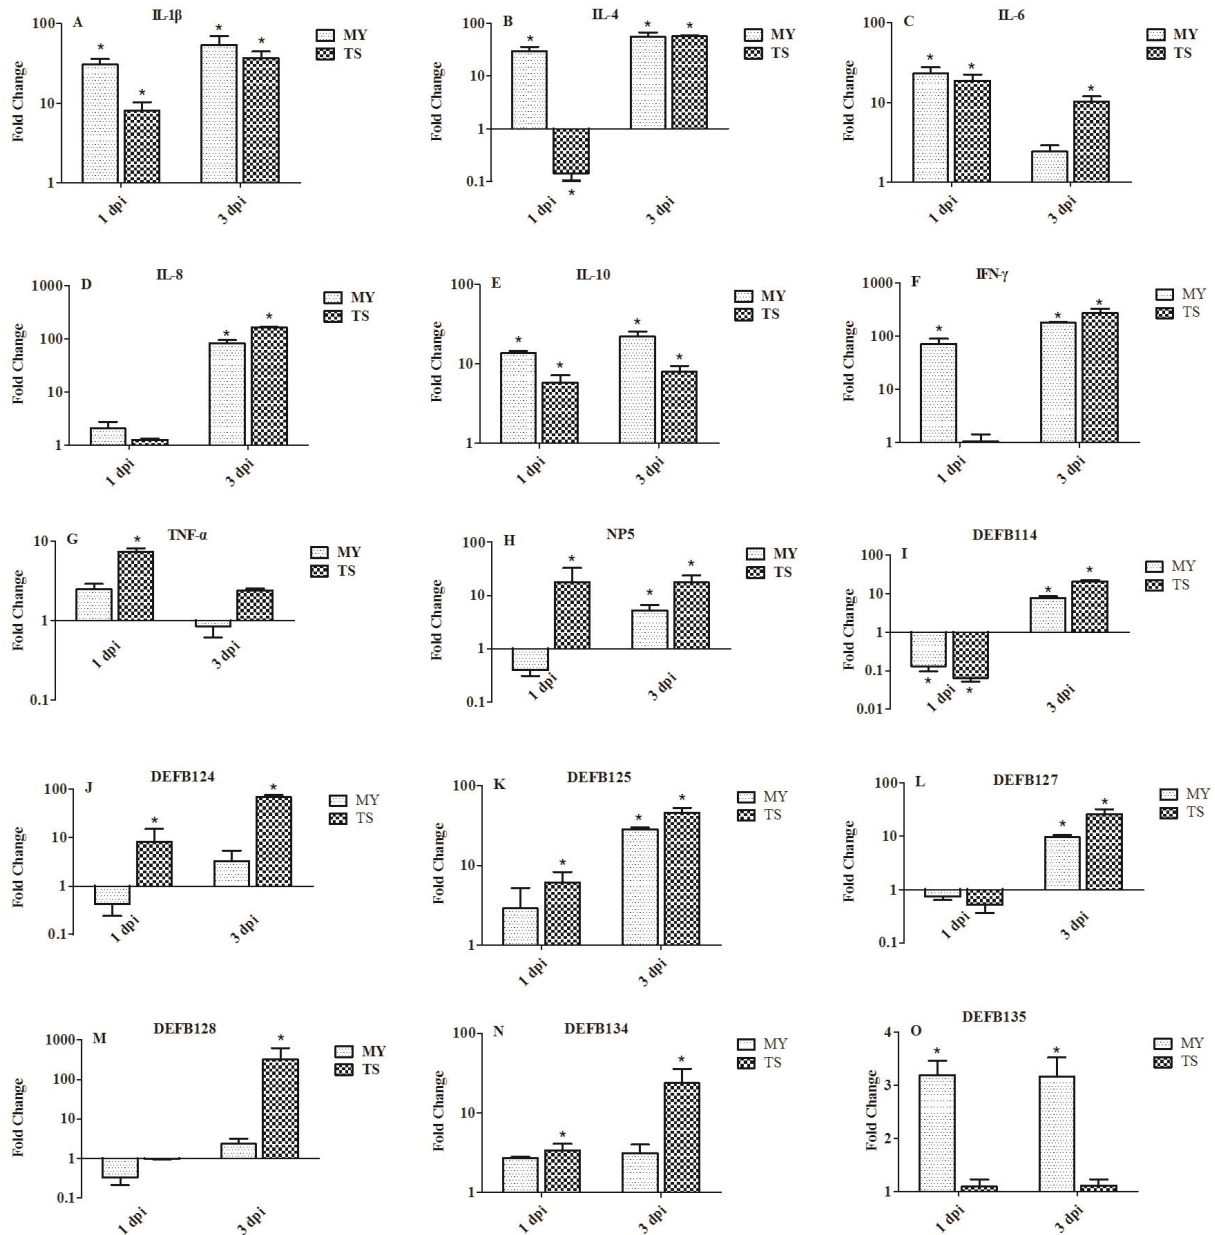 A IL-1β
100
10
1
Fold Change
* * * *
1 dpi 3 dpi
MY
TS
B IL-4
100
10
1
0.1
Fold Change
* * * *
1 dpi 3 dpi
MY
TS
C IL-6
100
10
1
Fold Change
* * *
1 dpi 3 dpi
MY
TS
D IL-8
1000
100
10
1
Fold Change
* *
1 dpi 3 dpi
MY
TS
E IL-10
100
10
1
Fold Change
* * * *
1 dpi 3 dpi
MY
TS
F IFN-γ
1000
100
10
1
Fold Change
* * *
1 dpi 3 dpi
MY
TS
G TNF-α
10
1
0.1
Fold Change
*
1 dpi 3 dpi
MY
TS
H NP5
100
10
1
0.1
Fold Change
* * *
1 dpi 3 dpi
MY
TS
I DEFB114
100
10
1
0.1
0.01
Fold Change
* * * *
1 dpi 3 dpi
MY
TS
J DEFB124
100
10
1
0.1
Fold Change
* *
1 dpi 3 dpi
MY
TS
K DEFB125
100
10
1
Fold Change
* * *
1 dpi 3 dpi
MY
TS
L DEFB127
100
10
1
0.1
Fold Change
* *
1 dpi 3 dpi
MY
TS
M DEFB128
1000
100
10
1
0.1
Fold Change
*
1 dpi 3 dpi
MY
TS
N DEFB134
100
10
1
Fold Change
* *
1 dpi 3 dpi
MY
TS
O DEFB135
4
3
2
1
Fold Change
* *
1 dpi 3 dpi
MY
TS